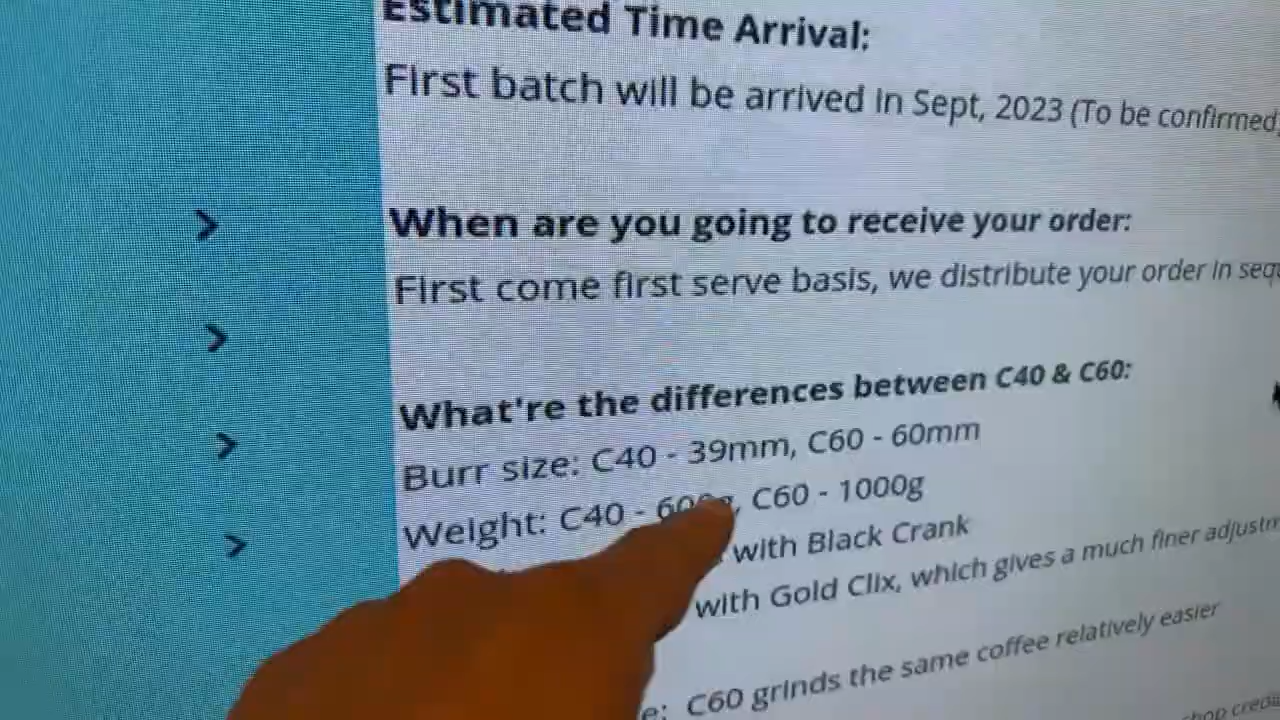 Estimated Time Arrival:
First batch will be arrived in Sept, 2023 (To be confirmed
When are you going to receive your order:
First come first serve basis, we distribute your order in
What're the differences between C40 & C60:
Burr size: C40 - 39mm, C60 - 60mm
Weight: C40 - 600g, C60 - 1000g
with Black Crank
with Gold Clix, which gives a much finer
C60 grinds the same coffee relatively easier
shop